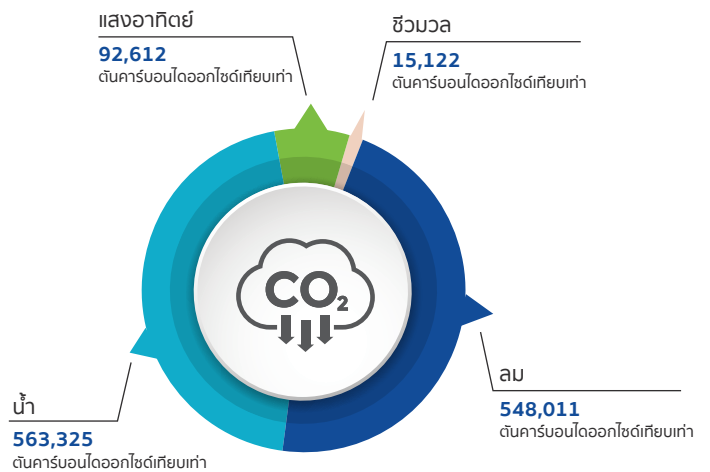 แสงอาทิตย์
92,612
ตันคาร์บอนไดออกไซด์เทียบเท่า
ชีวมวล
15,122
ตันคาร์บอนไดออกไซด์เทียบเท่า
CO2
ลม
548,011
ตันคาร์บอนไดออกไซด์เทียบเท่า
น้ำ
563,325
ตันคาร์บอนไดออกไซด์เทียบเท่า